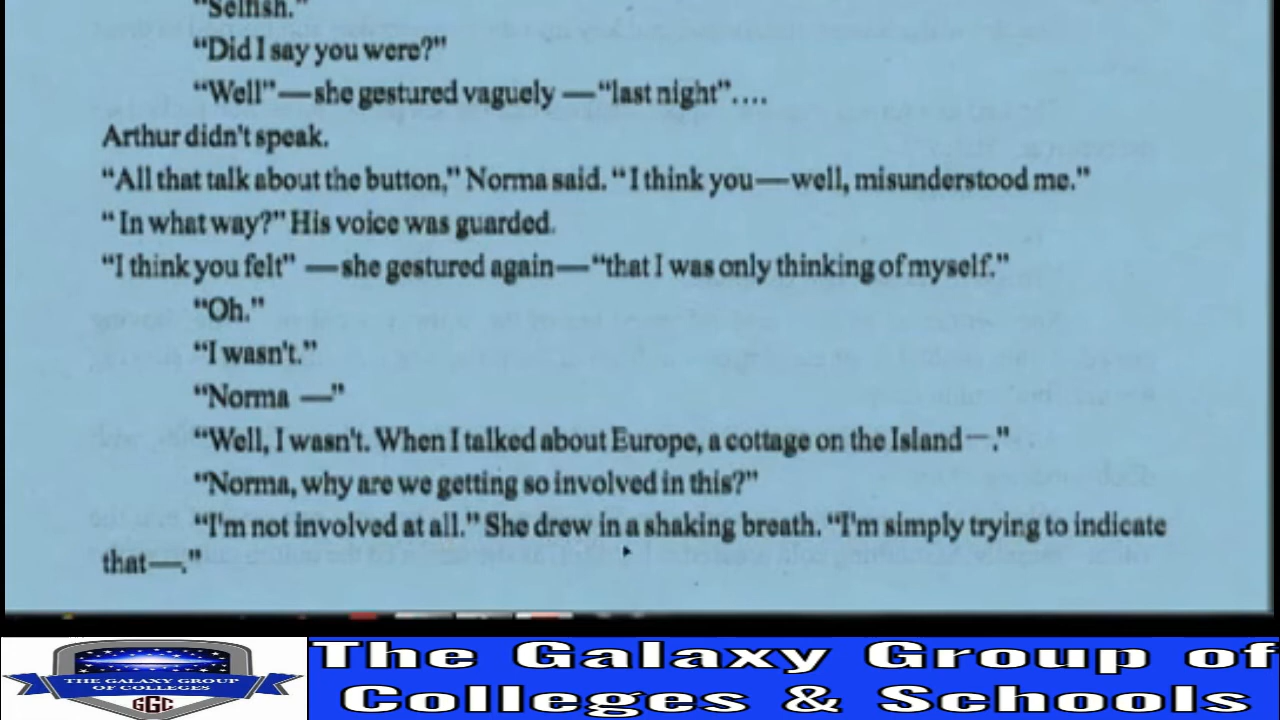 “Selfish.”
“Did I say you were?”
“Well”—she gestured vaguely —“last night”....
Arthur didn't speak.
“All that talk about the button,” Norma said. “I think you—well, misunderstood me.”
“ In what way?” His voice was guarded.
“I think you felt” —she gestured again—“that I was only thinking of myself.”
“Oh.”
“I wasn't.”
“Norma —”
“Well, I wasn't. When I talked about Europe, a cottage on the Island—.”
“Norma, why are we getting so involved in this?”
“I'm not involved at all.” She drew in a shaking breath. “I'm simply trying to indicate
that—.”
THE GALAXY GROUP
OF COLLEGES
GGC
The Galaxy Group of
Colleges & Schools